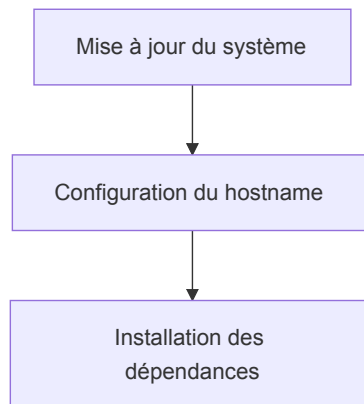 Mise à jour du système
Configuration du hostname
Installation des
dépendances